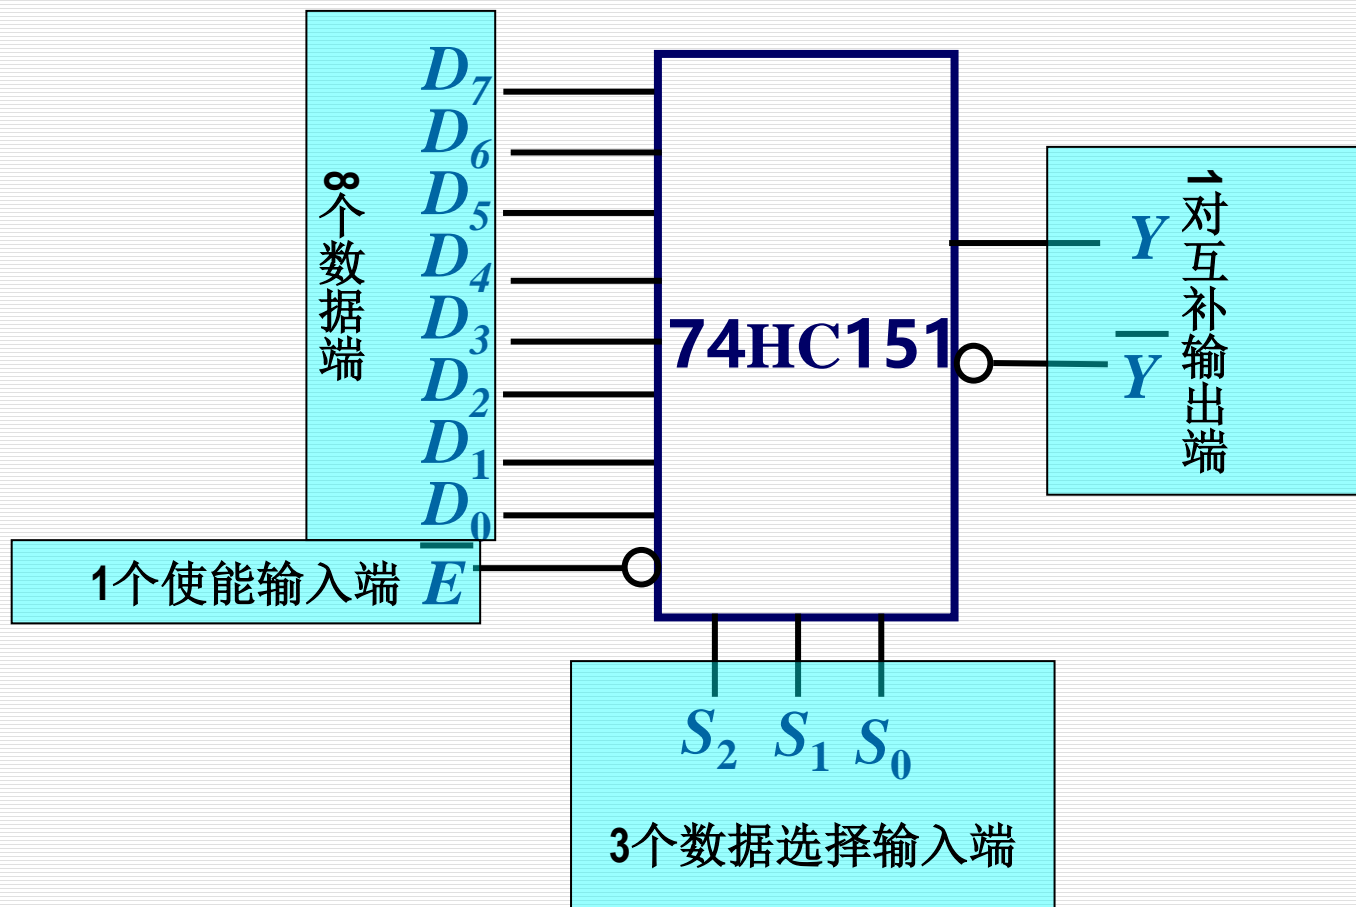 D₇
D₆
D₅
D₄
D₃
D₂
D₁
D₀
8个数据端
1个使能输入端 E̅
74HC151
Y
Y̅
1对互补输出端
S₂ S₁ S₀
3个数据选择输入端